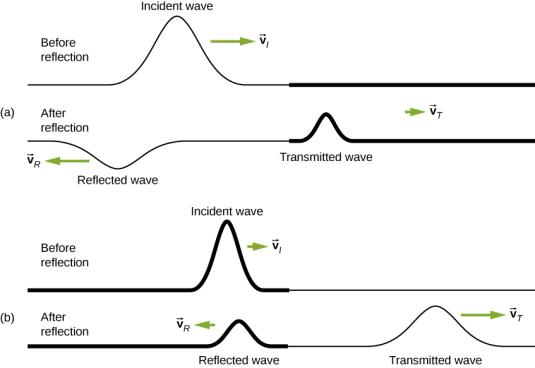 Incident wave
Before
reflection
v⃗I
(a)
After
reflection
v⃗T
v⃗R
Transmitted wave
Reflected wave
Incident wave
Before
reflection
v⃗I
(b)
After
reflection
v⃗R
v⃗T
Reflected wave
Transmitted wave